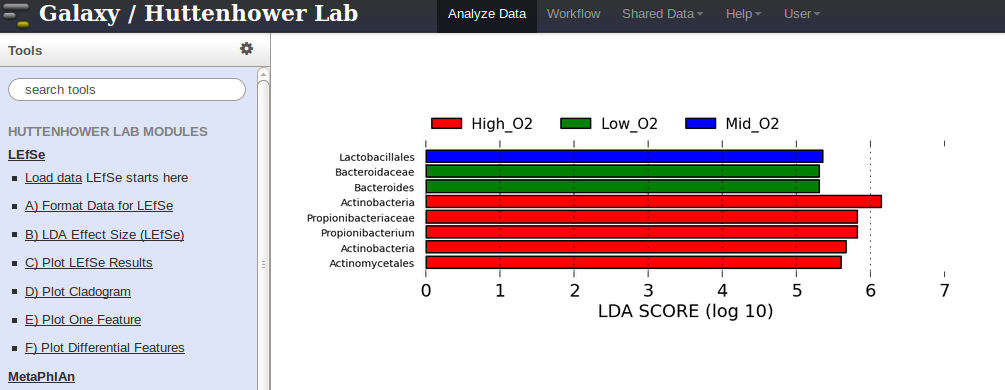 Galaxy / Huttenhower Lab
Analyze Data Workflow Shared Data Help User
Tools
search tools
HUTTENHOWER LAB MODULES
LEfSe
Load data LEfSe starts here
A) Format Data for LEfSe
B) LDA Effect Size (LEfSe)
C) Plot LEfSe Results
D) Plot Cladogram
E) Plot One Feature
F) Plot Differential Features
MetaPhlAn
High_O2 Low_O2 Mid_O2
Lactobacillales
Bacteroidaceae
Bacteroides
Actinobacteria
Propionibacteriaceae
Propionibacterium
Actinobacteria
Actinomycetales
0 1 2 3 4 5 6 7
LDA SCORE (log 10)